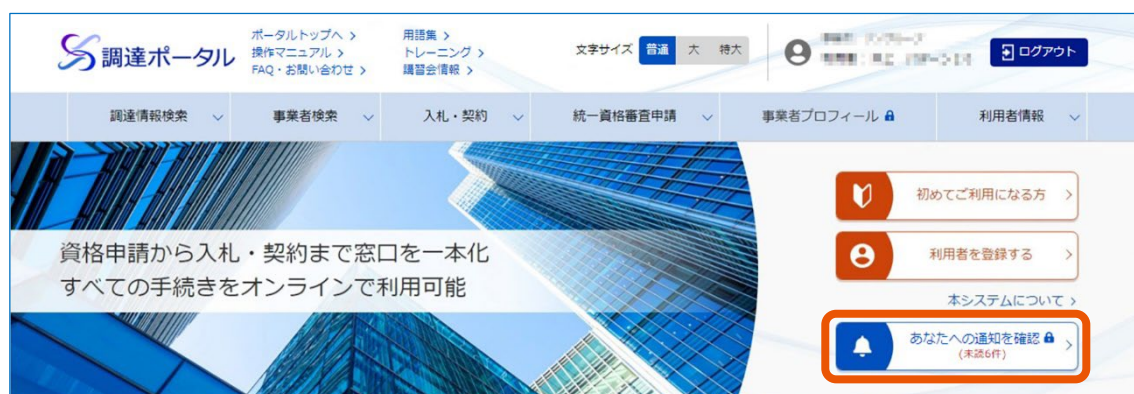 調達ポータル
ポータルトップへ >
操作マニュアル >
FAQ・お問い合わせ >
用語集 >
トレーニング >
講習会情報 >
文字サイズ 普通 大 特大
ログアウト
調達情報検索
事業者検索
入札・契約
統一資格審査申請
事業者プロフィール
利用者情報
初めてご利用になる方 >
利用者を登録する >
資格申請から入札・契約まで窓口を一本化
すべての手続きをオンラインで利用可能
本システムについて >
あなたへの通知を確認 >
(未読6件)